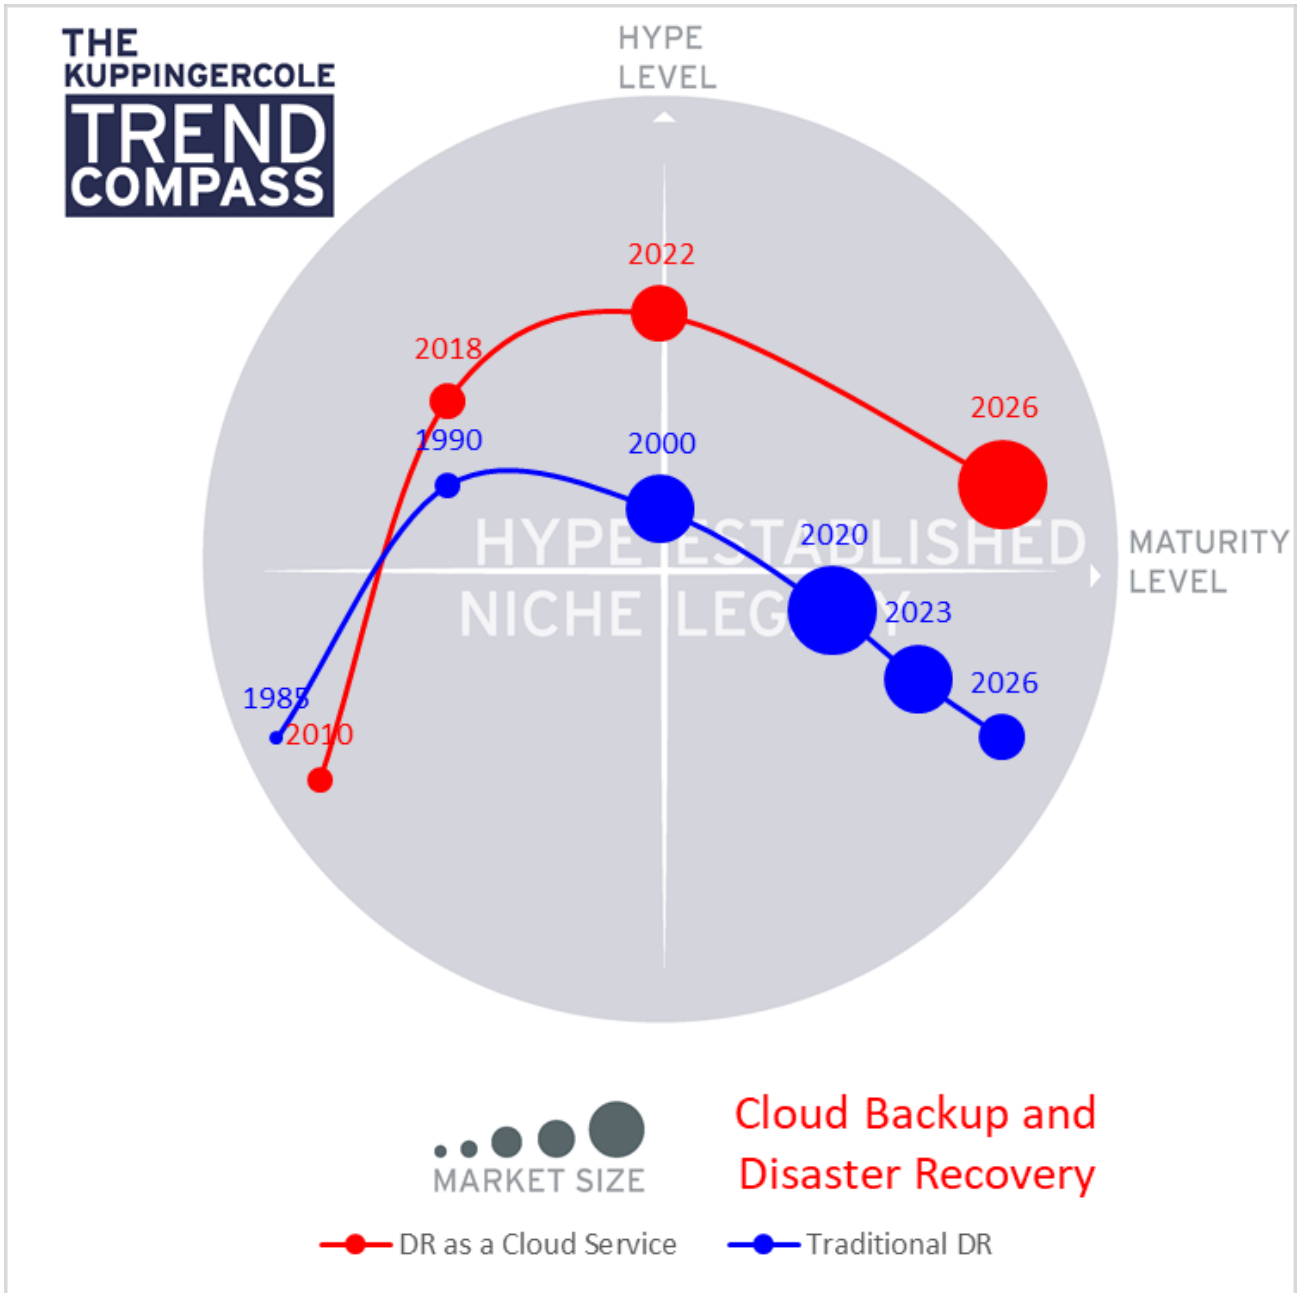 THE
KUPPINGERCOLE
TREND
COMPASS
HYPE
LEVEL
2022
2018
2026
1990
2000
HYPE ESTABLISHED
2020
MATURITY
LEVEL
NICHE LEGACY
2023
2026
1985
2010
MARKET SIZE
Cloud Backup and
Disaster Recovery
DR as a Cloud Service
Traditional DR